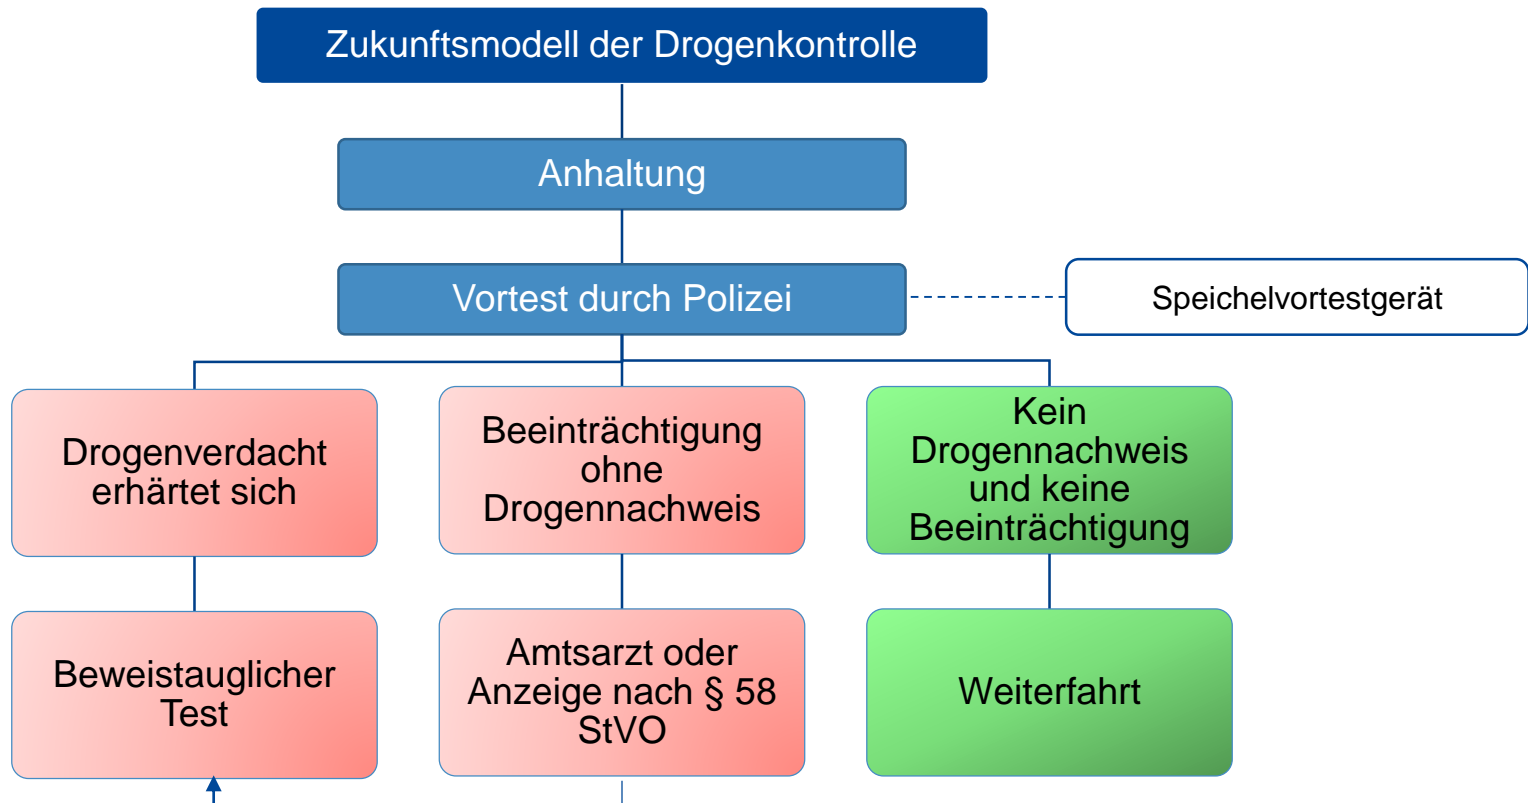 Zukunftsmodell der Drogenkontrolle
Anhaltung
Vortest durch Polizei
Speichelvortestgerät
Drogenverdacht
erhärtet sich
Beeinträchtigung
ohne
Drogennachweis
Kein
Drogennachweis
und keine
Beeinträchtigung
Beweistauglicher
Test
Amtsarzt oder
Anzeige nach § 58
StVO
Weiterfahrt